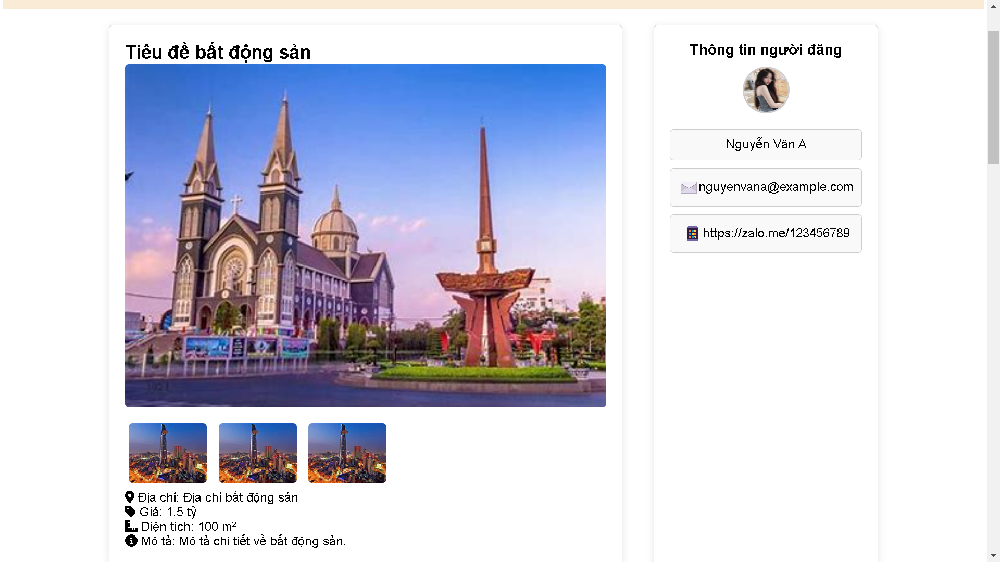 Tiêu đề bất động sản
Địa chỉ: Địa chỉ bất động sản
Giá: 1.5 tỷ
Diện tích: 100 m²
Mô tả: Mô tả chi tiết về bất động sản.
Thông tin người đăng
Nguyễn Văn A
nguyenvana@example.com
https://zalo.me/123456789